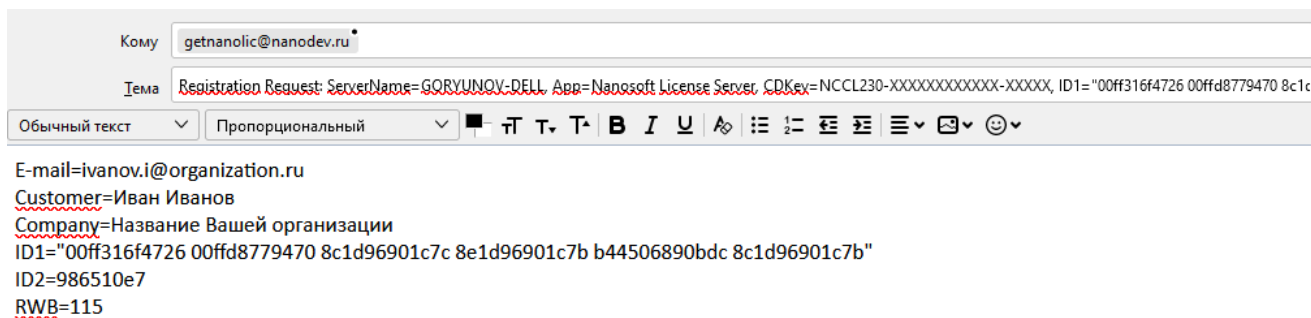 Кому getnanolic@nanodev.ru
Тема Registration Request: ServerName=GORYUNOV-DELL, App=Nanosoft License Server, CDKey=NCCL230-XXXXXXXXXXXX-XXXXX, ID1="00ff316f4726 00ffd8779470 8c1d
Обычный текст Пропорциональный
E-mail=ivanov.i@organization.ru
Customer=Иван Иванов
Company=Название Вашей организации
ID1="00ff316f4726 00ffd8779470 8c1d96901c7c 8e1d96901c7b b44506890bdc 8c1d96901c7b"
ID2=986510e7
RWB=115